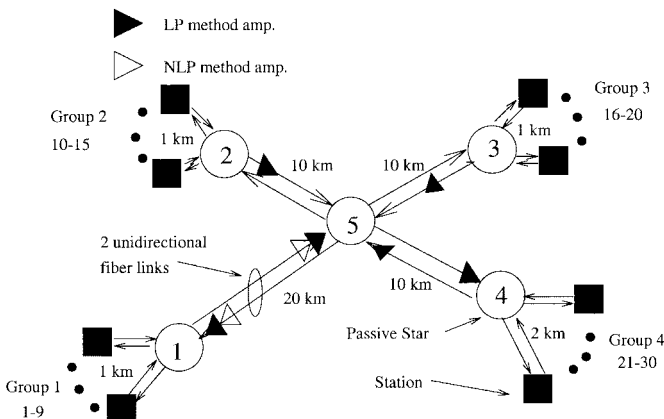 LP method amp.
NLP method amp.
Group 2
10-15
1 km
2
10 km
10 km
3
1 km
Group 3
16-20
5
2 unidirectional
fiber links
20 km
10 km
4
Passive Star
2 km
Group 4
21-30
Station
1
1 km
Group 1
1-9